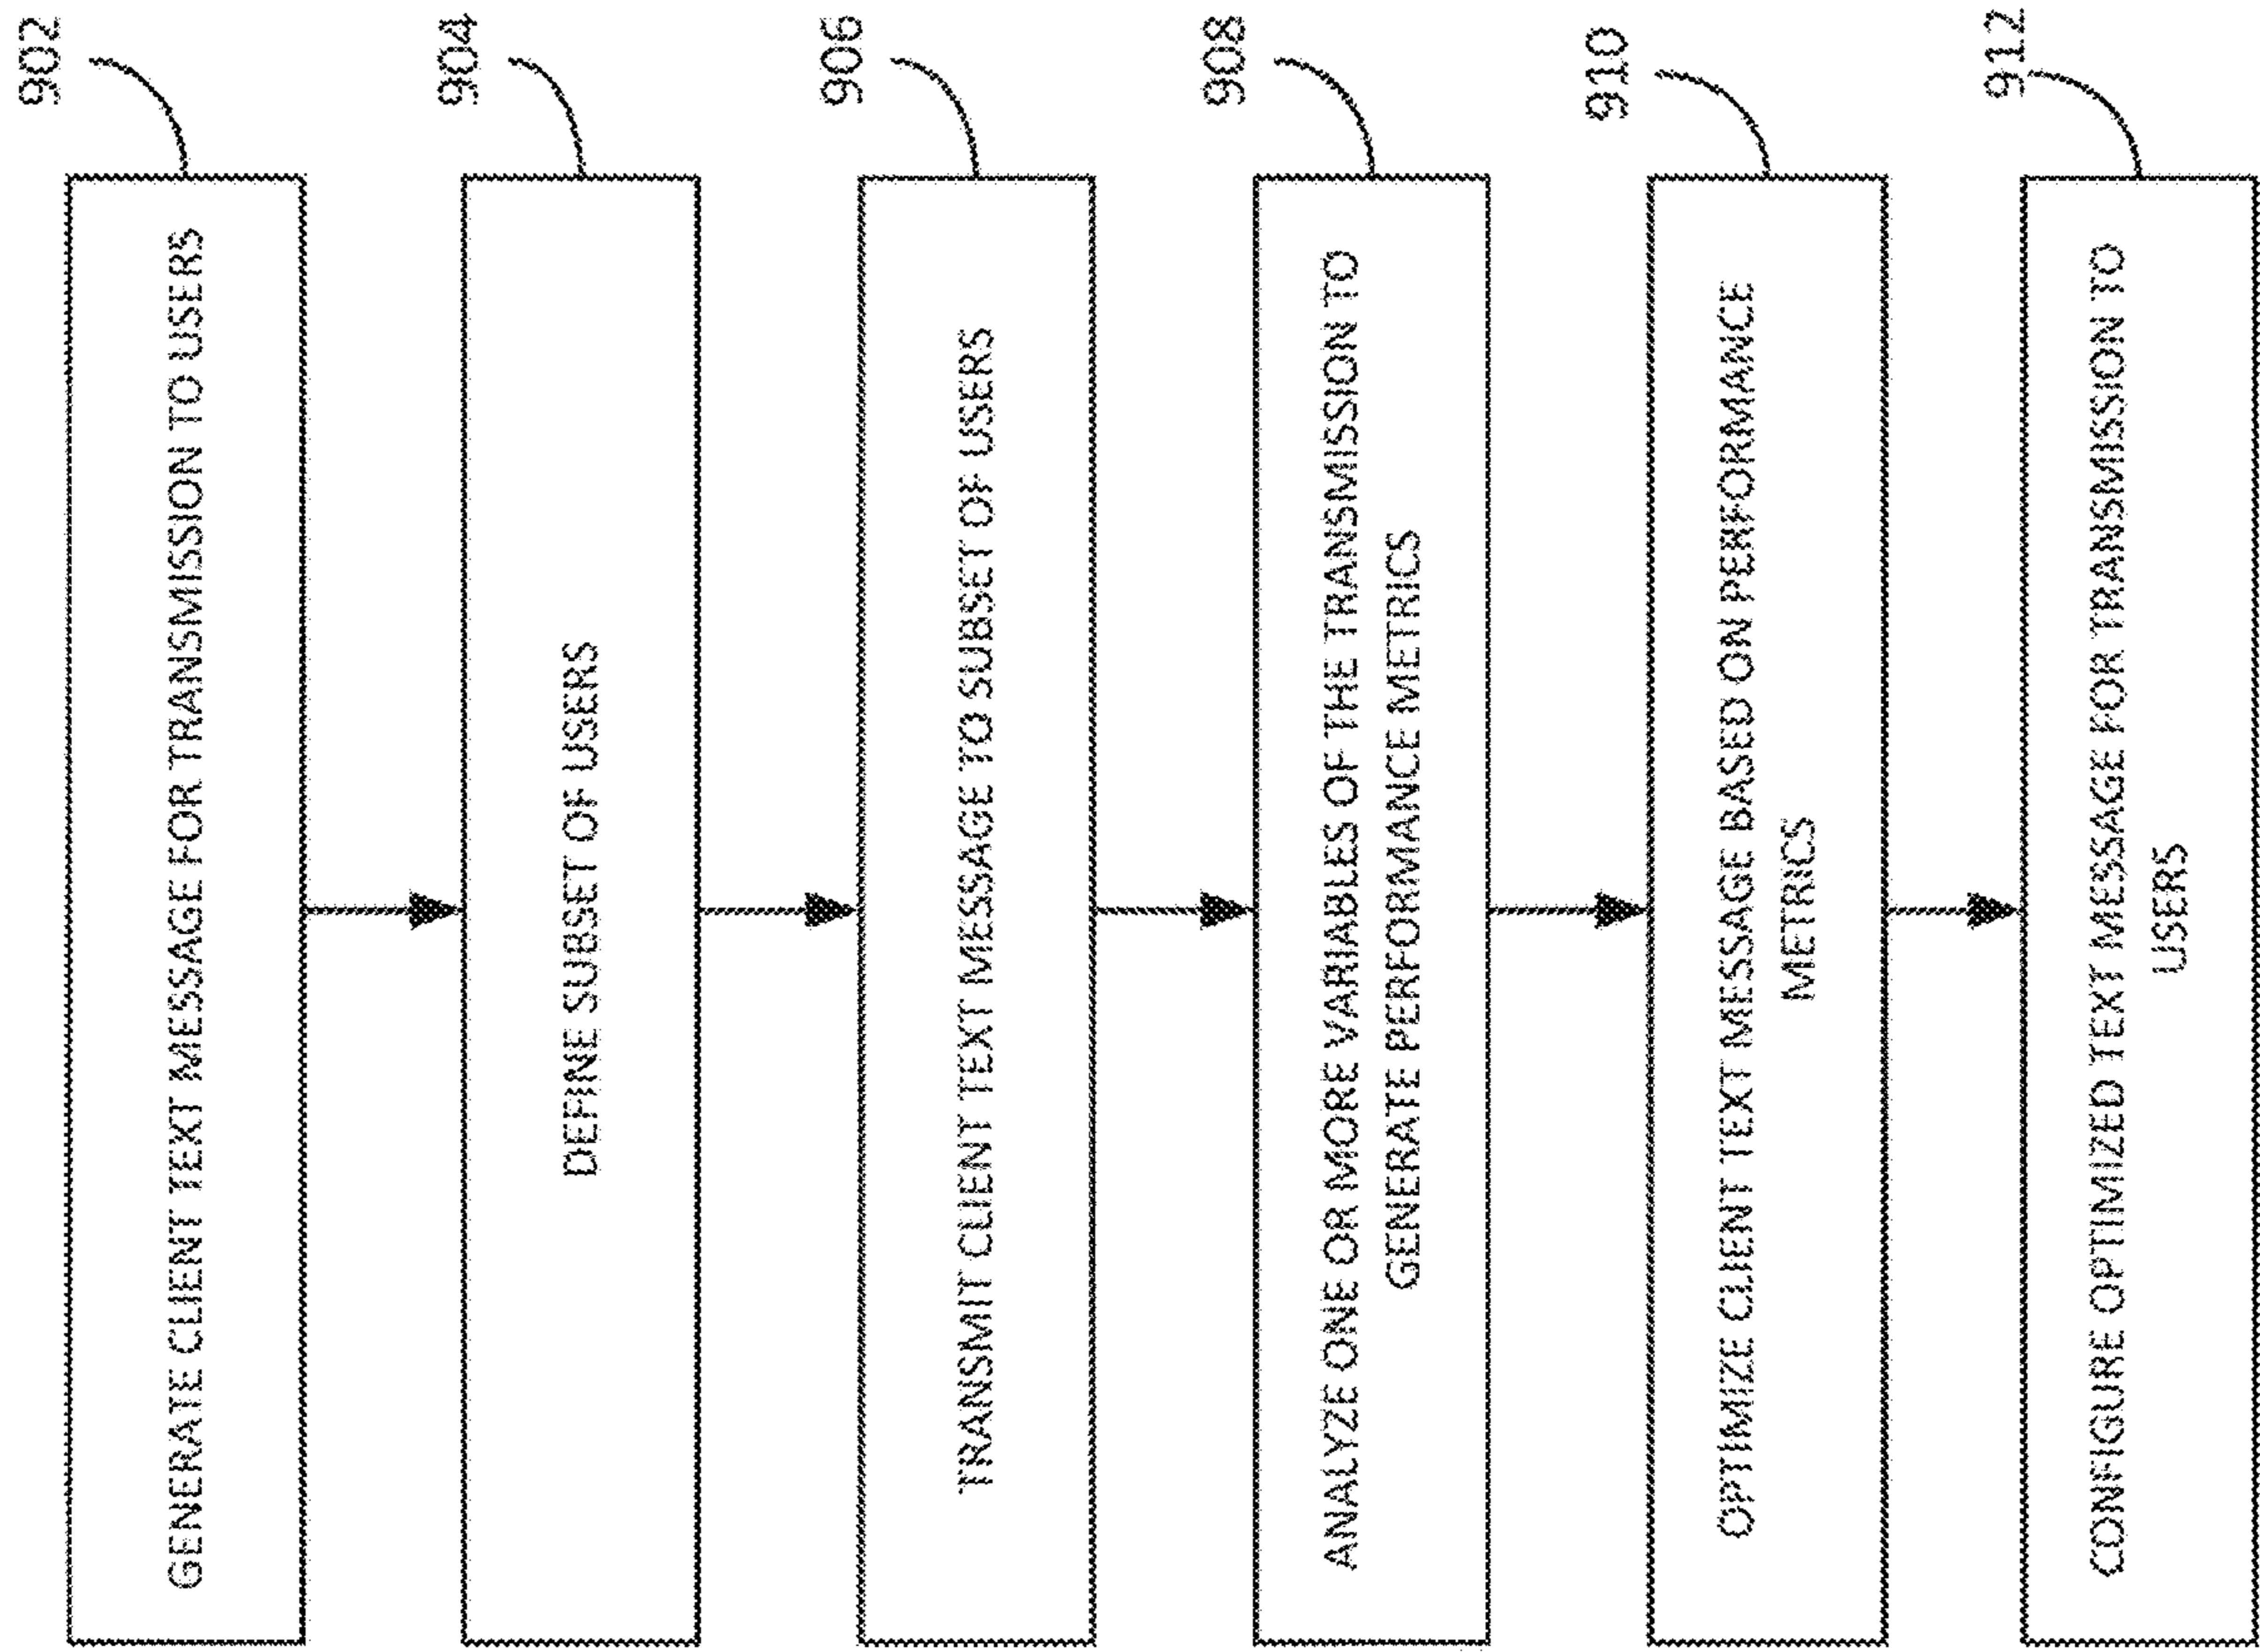 902
GENERATE CLIENT TEXT MESSAGE FOR TRANSMISSION TO USERS
904
DEFINE SUBSET OF USERS
906
TRANSMIT CLIENT TEXT MESSAGE TO SUBSET OF USERS
908
ANALYZE ONE OR MORE VARIABLES OF THE TRANSMISSION TO
GENERATE PERFORMANCE METRICS
910
OPTIMIZE CLIENT TEXT MESSAGE BASED ON PERFORMANCE
METRICS
912
CONFIGURE OPTIMIZED TEXT MESSAGE FOR TRANSMISSION TO
USERS